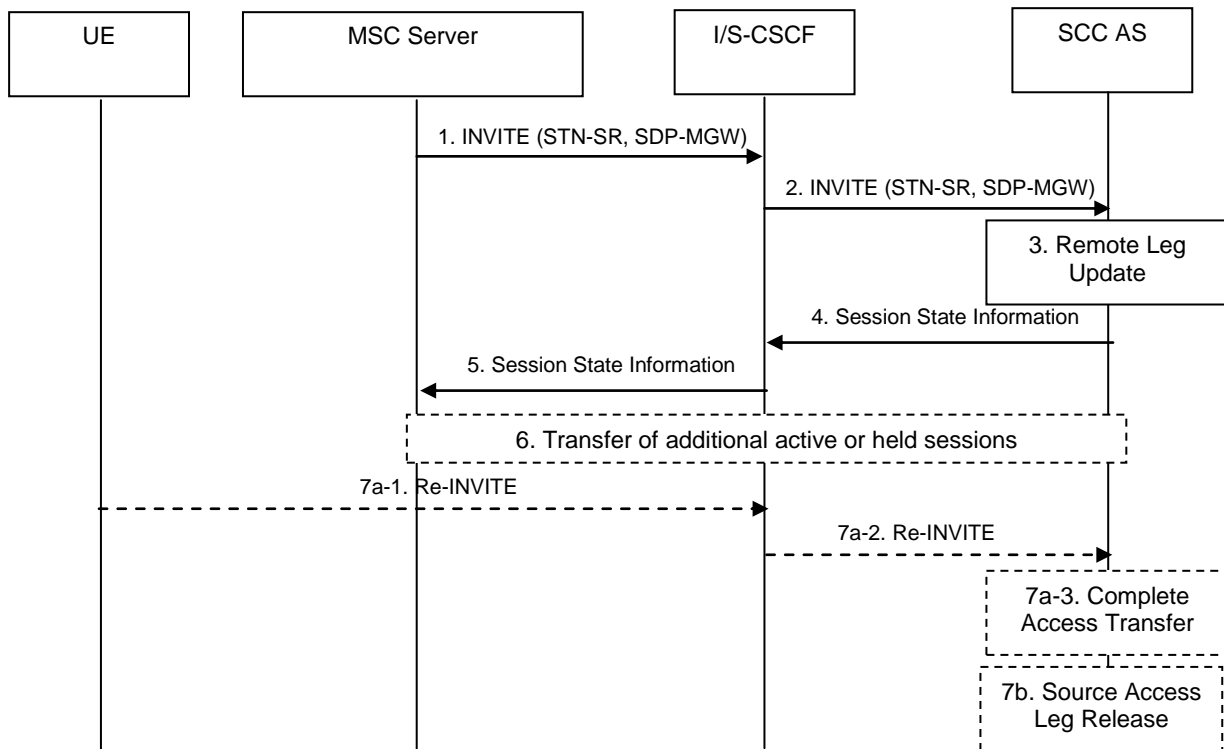 UE
MSC Server
I/S-CSCF
SCC AS
1. INVITE (STN-SR, SDP-MGW)
2. INVITE (STN-SR, SDP-MGW)
3. Remote Leg
Update
4. Session State Information
5. Session State Information
6. Transfer of additional active or held sessions
7a-1. Re-INVITE
7a-2. Re-INVITE
7a-3. Complete
Access Transfer
7b. Source Access
Leg Release